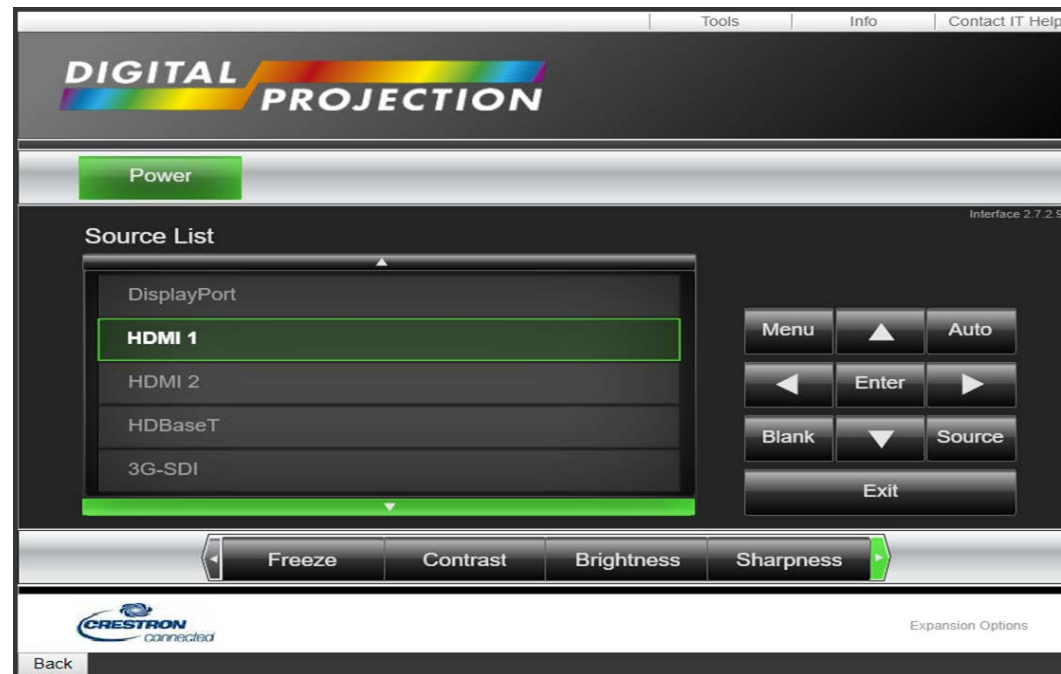 Tools Info Contact IT Help
DIGITAL
PROJECTION
Power
Interface 2.7.2.9
Source List
DisplayPort
HDMI 1
HDMI 2
HDBaseT
3G-SDI
Menu Auto
Enter
Blank Source
Exit
Freeze Contrast Brightness Sharpness
CRESTRON
connected
Expansion Options
Back